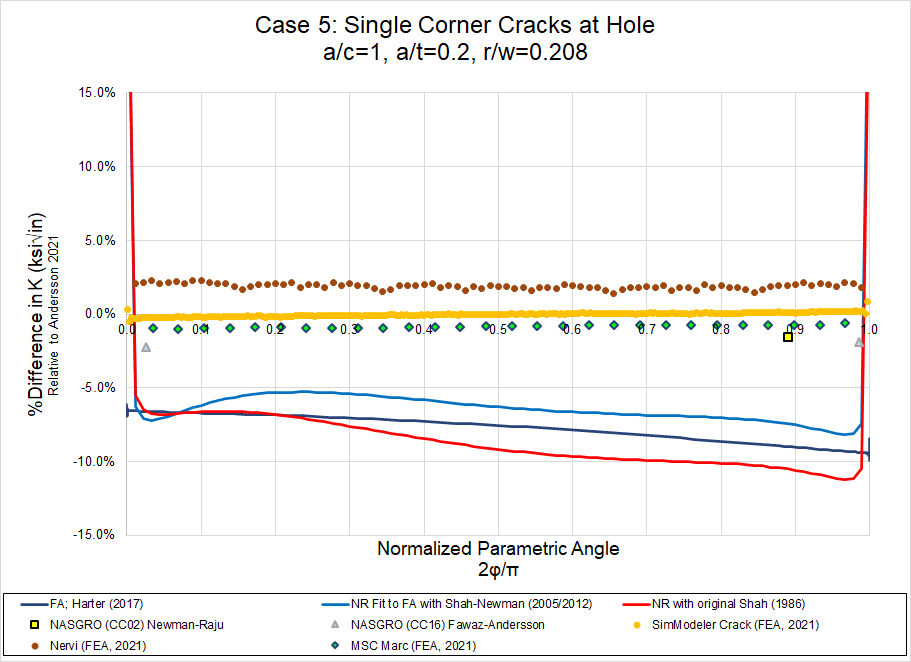 Case 5: Single Corner Cracks at Hole
a/c=1, a/t=0.2, r/w=0.208
%Difference in K (ksi√in)
Relative to Andersson 2021
15.0%
10.0%
5.0%
0.0%
-5.0%
-10.0%
-15.0%
0.0 0.1 0.2 0.3 0.4 0.5 0.6 0.7 0.8 0.9 1.0
Normalized Parametric Angle
2φ/π
FA; Harter (2017) NR Fit to FA with Shah-Newman (2005/2012) NR with original Shah (1986)
NASGRO (CC02) Newman-Raju NASGRO (CC16) Fawaz-Andersson SimModeler Crack (FEA, 2021)
Nervi (FEA, 2021) MSC Marc (FEA, 2021)